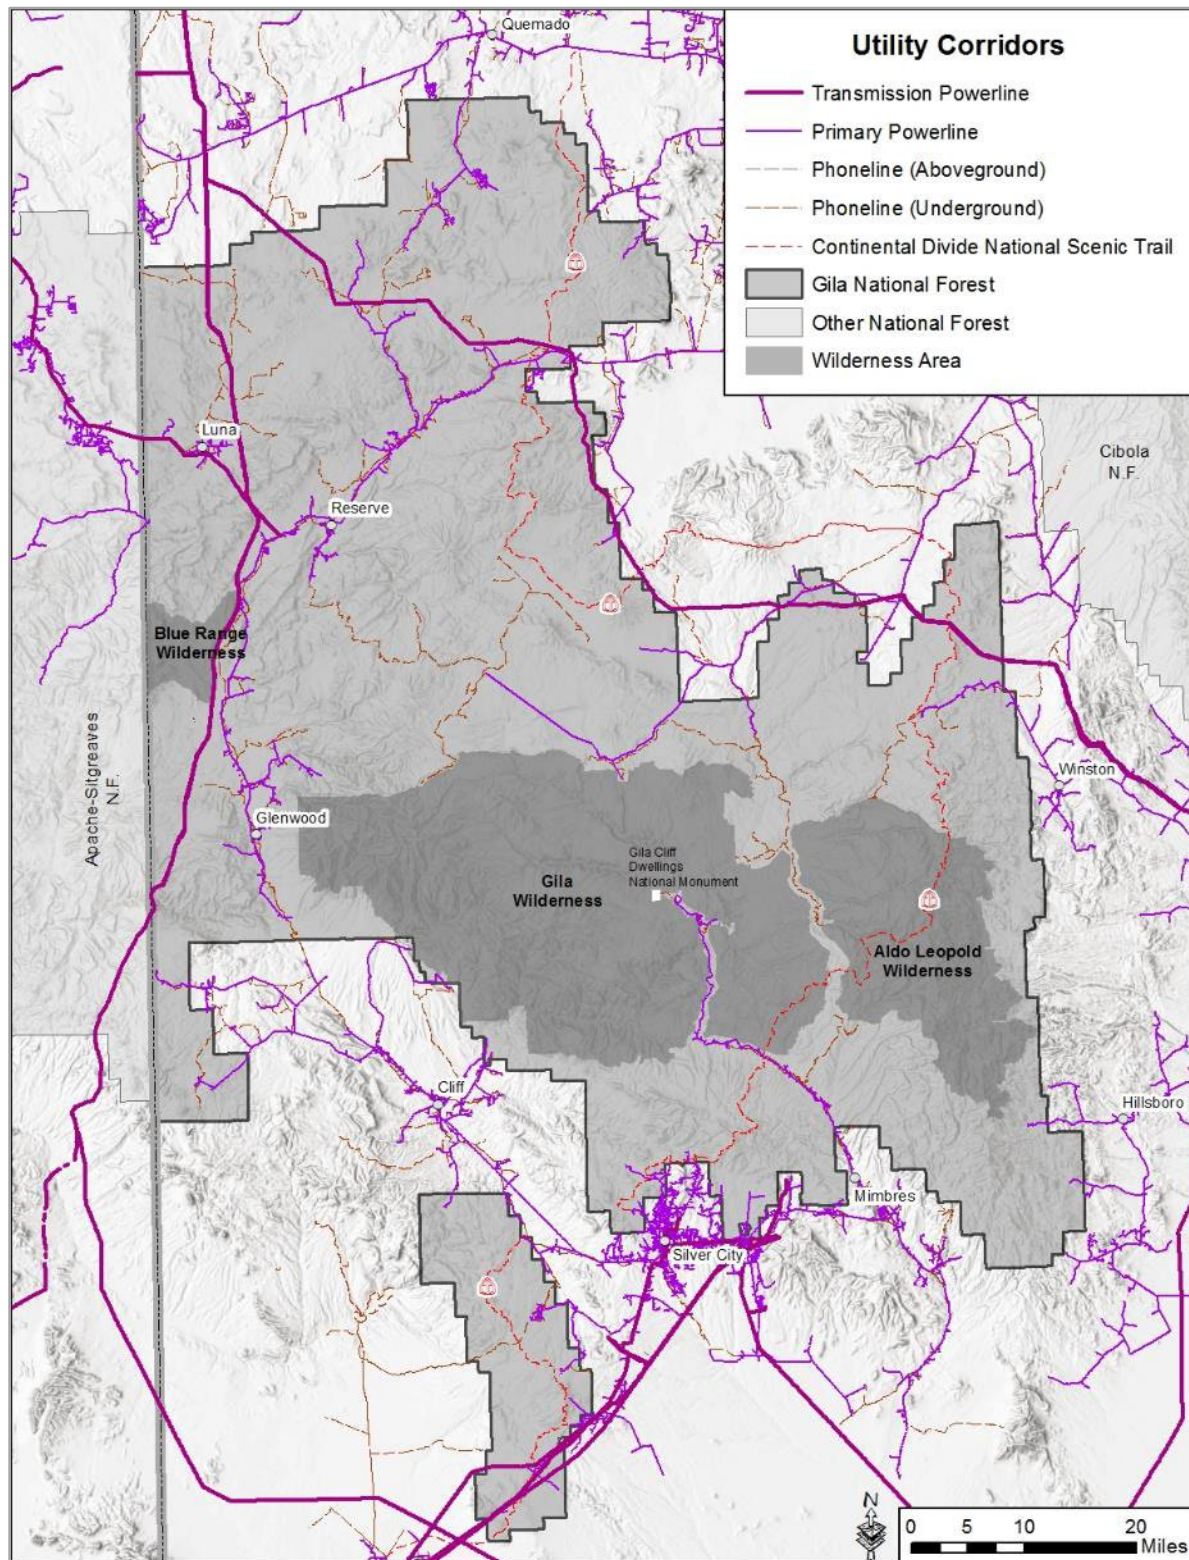 Quemado
Utility Corridors
Transmission Powerline
Primary Powerline
Phoneline (Aboveground)
Phoneline (Underground)
Continental Divide National Scenic Trail
Gila National Forest
Other National Forest
Wilderness Area
Luna
Cibola
N.F.
Reserve
Blue Range
Wilderness
Apache-Sitgreaves
N.F.
Winston
Glenwood
Gila Cliff
Dwellings
National Monument
Gila
Wilderness
Aldo Leopold
Wilderness
Cliff
Hillsboro
Mimbres
Silver City
N
0 5 10 20
Miles